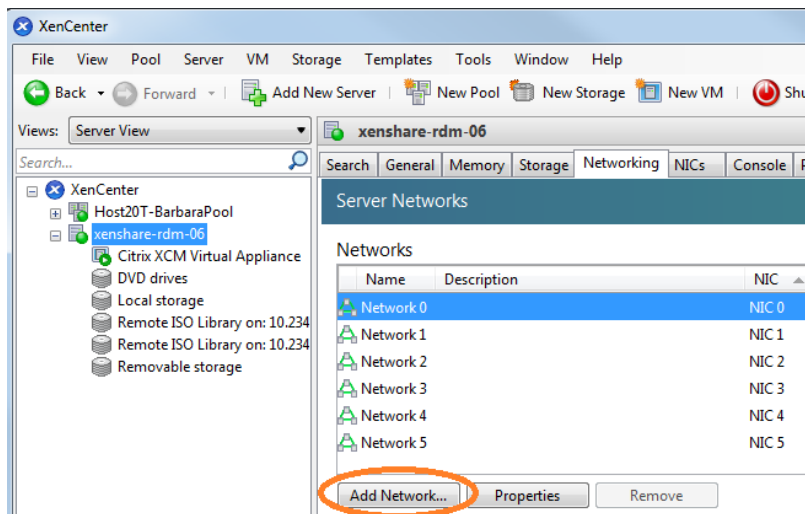 XenCenter
File View Pool Server VM Storage Templates Tools Window Help
Back Forward Add New Server New Pool New Storage New VM Shu
Views: Server View
xenshare-rdm-06
Search...
Search General Memory Storage Networking NICs Console P
XenCenter
Host20T-BarbaraPool
xenshare-rdm-06
Citrix XCM Virtual Appliance
DVD drives
Local storage
Remote ISO Library on: 10.234
Remote ISO Library on: 10.234
Removable storage
Server Networks
Networks
Name Description NIC
Network 0 NIC 0
Network 1 NIC 1
Network 2 NIC 2
Network 3 NIC 3
Network 4 NIC 4
Network 5 NIC 5
Add Network... Properties Remove